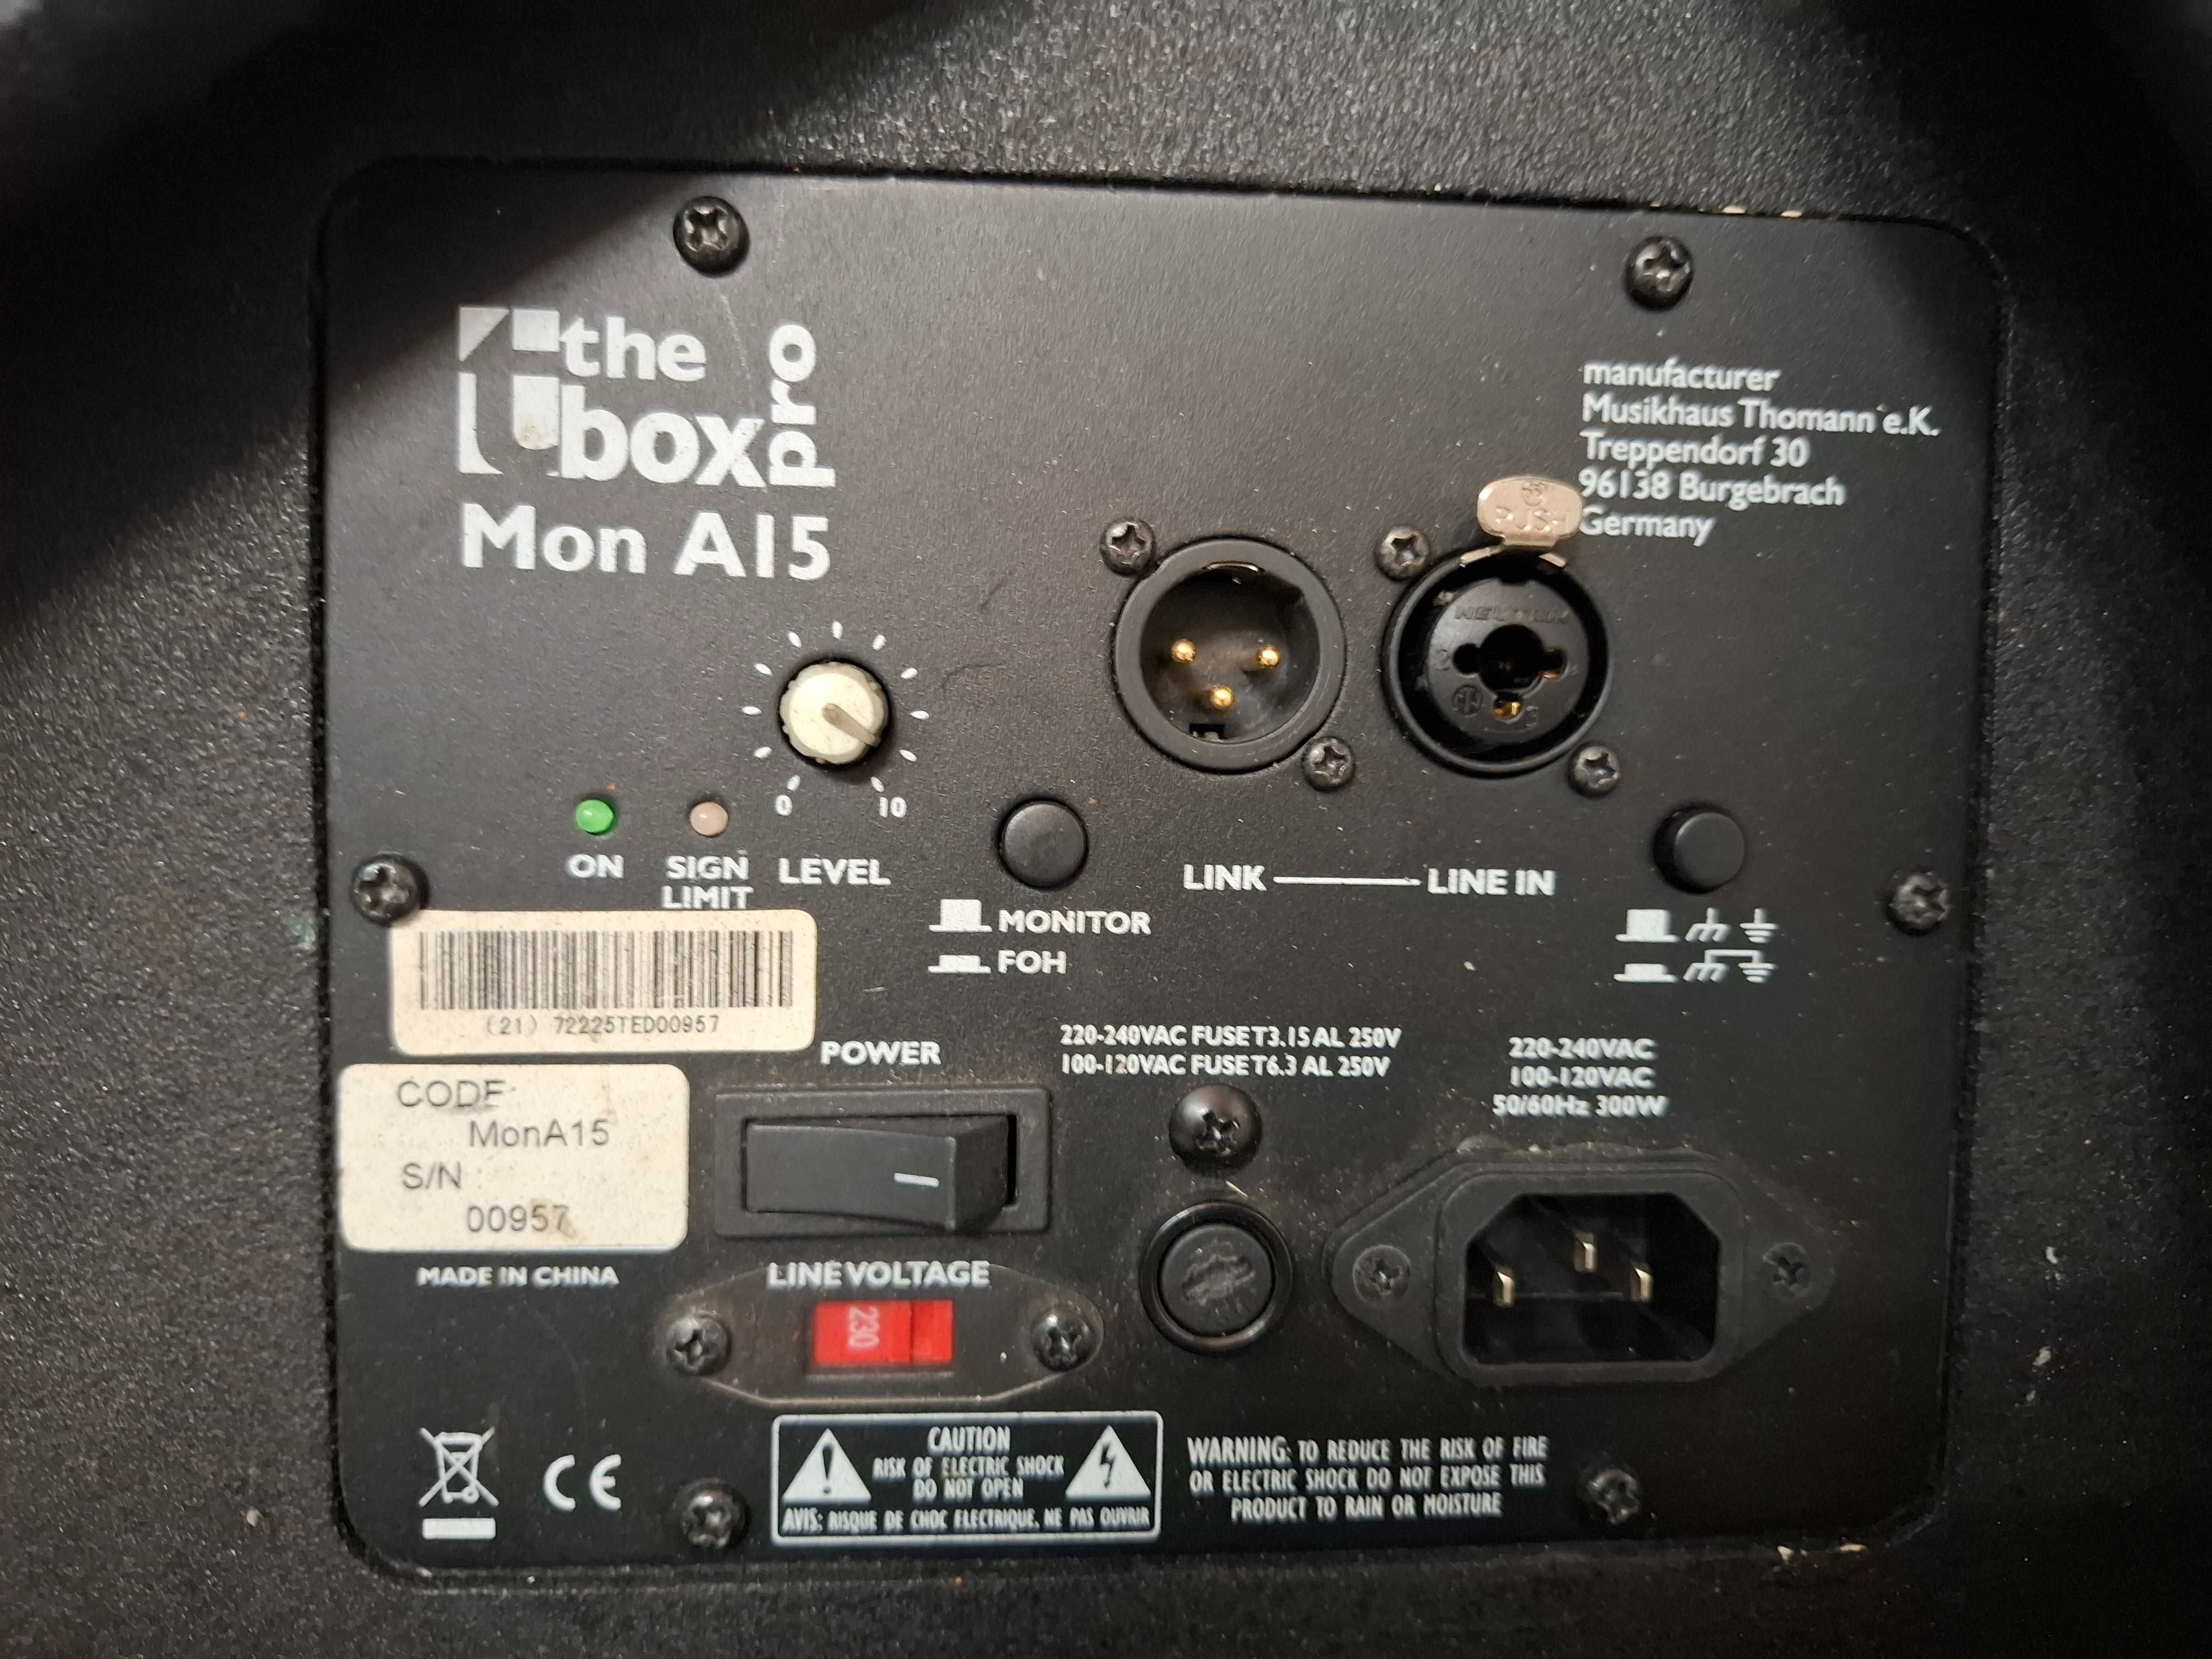 the
box pro
Mon A15
manufacturer
Musikhaus Thomann e.K.
Treppendorf 30
96138 Burgebrach
Germany
PUSH
NEUTRIK
2
3
0
10
ON
SIGN
LIMIT
LEVEL
LINK
LINE IN
MONITOR
FOH
(21) 72225TED00957
POWER
220-240VAC FUSE T3.15 AL 250V
100-120VAC FUSE T6.3 AL 250V
220-240VAC
100-120VAC
50/60Hz 300W
CODE:
MonA15
S/N :
00957
MADE IN CHINA
LINE VOLTAGE
230
CE
CAUTION
RISK OF ELECTRIC SHOCK
DO NOT OPEN
AVIS: RISQUE DE CHOC ELECTRIQUE, NE PAS OUVRIR
WARNING: TO REDUCE THE RISK OF FIRE
OR ELECTRIC SHOCK DO NOT EXPOSE THIS
PRODUCT TO RAIN OR MOISTURE